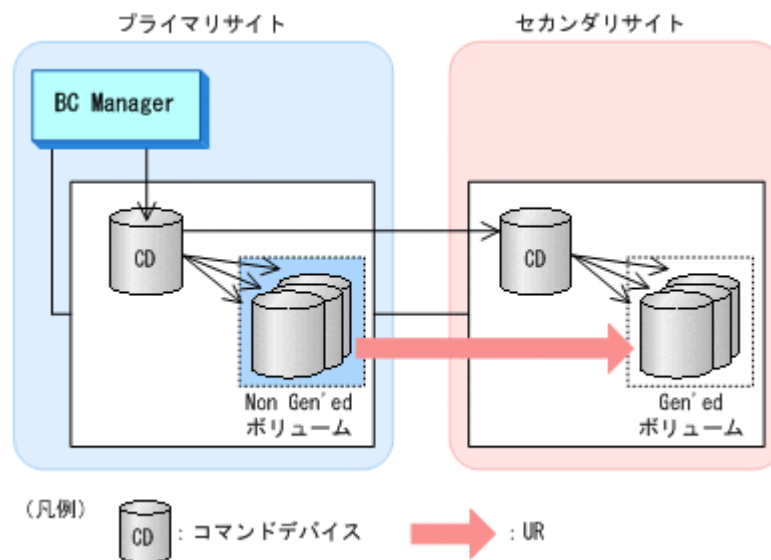 プライマリサイト
セカンダリサイト
BC Manager
CD
CD
Non Gen'ed
ボリューム
Gen'ed
ボリューム
(凡例)
CD
:コマンドデバイス
:UR